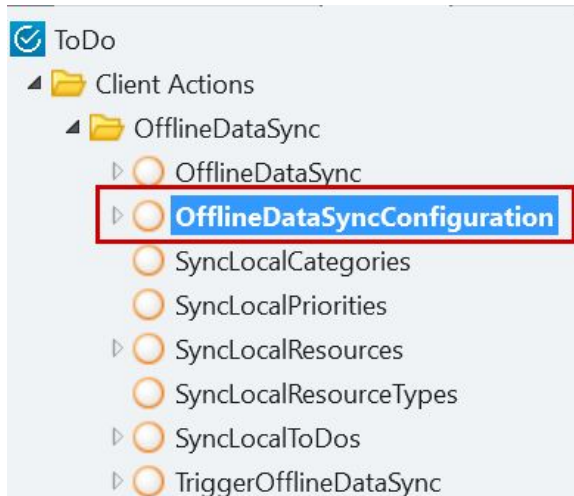 ToDo
Client Actions
OfflineDataSync
OfflineDataSync
OfflineDataSyncConfiguration
SyncLocalCategories
SyncLocalPriorities
SyncLocalResources
SyncLocalResourceTypes
SyncLocalToDos
TriggerOfflineDataSync